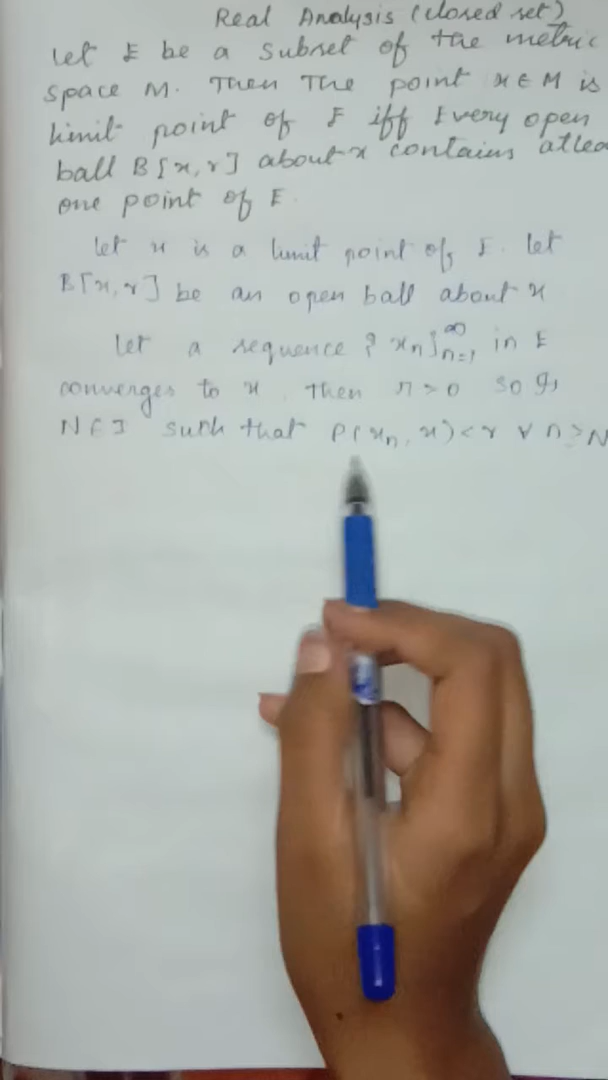 Real Analysis (closed set)
Let E be a subset of the metric
space M. Then The point x ∈ M is
limit point of E iff Every open
ball B[x, r] about x contains atlea
one point of E.
Let x is a limit point of E. Let
B[x, r] be an open ball about x
Let a sequence {xn}∞n=1 in E
converges to x, then r > 0 so
N ∈ I such that P(xn, x) < r ∀ n ≥ N